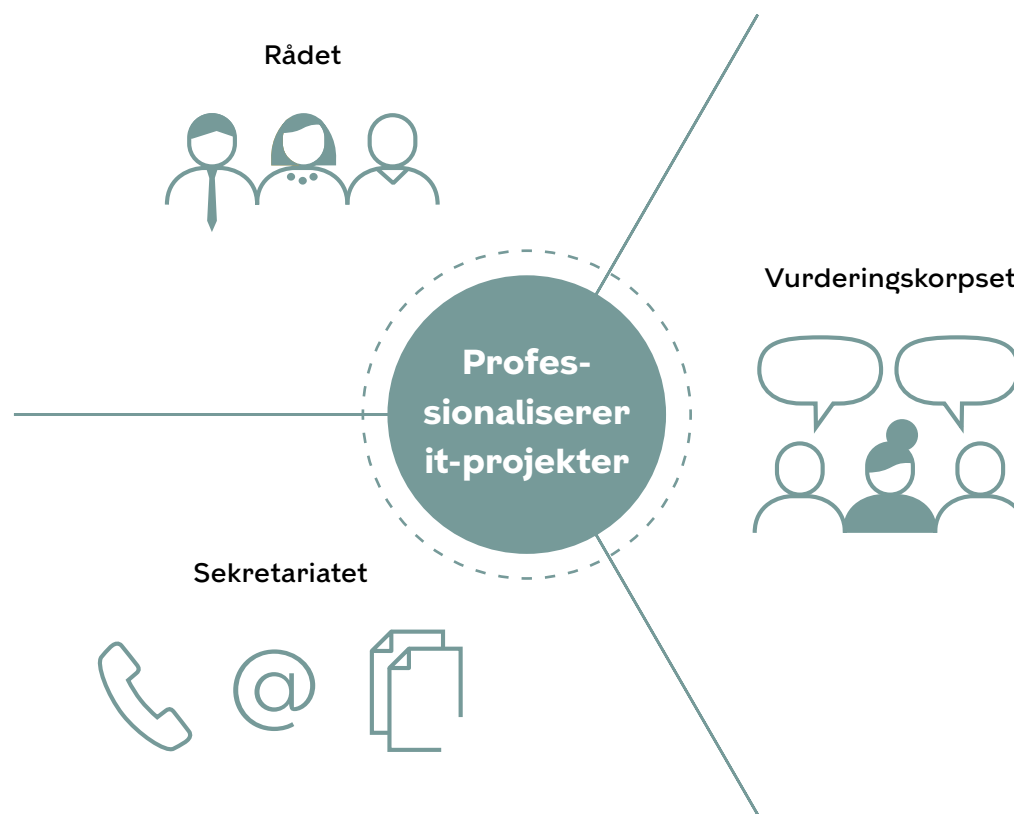 Rådet
Vurderingskorpset
Profes-
sionaliserer
it-projekter
Sekretariatet
@